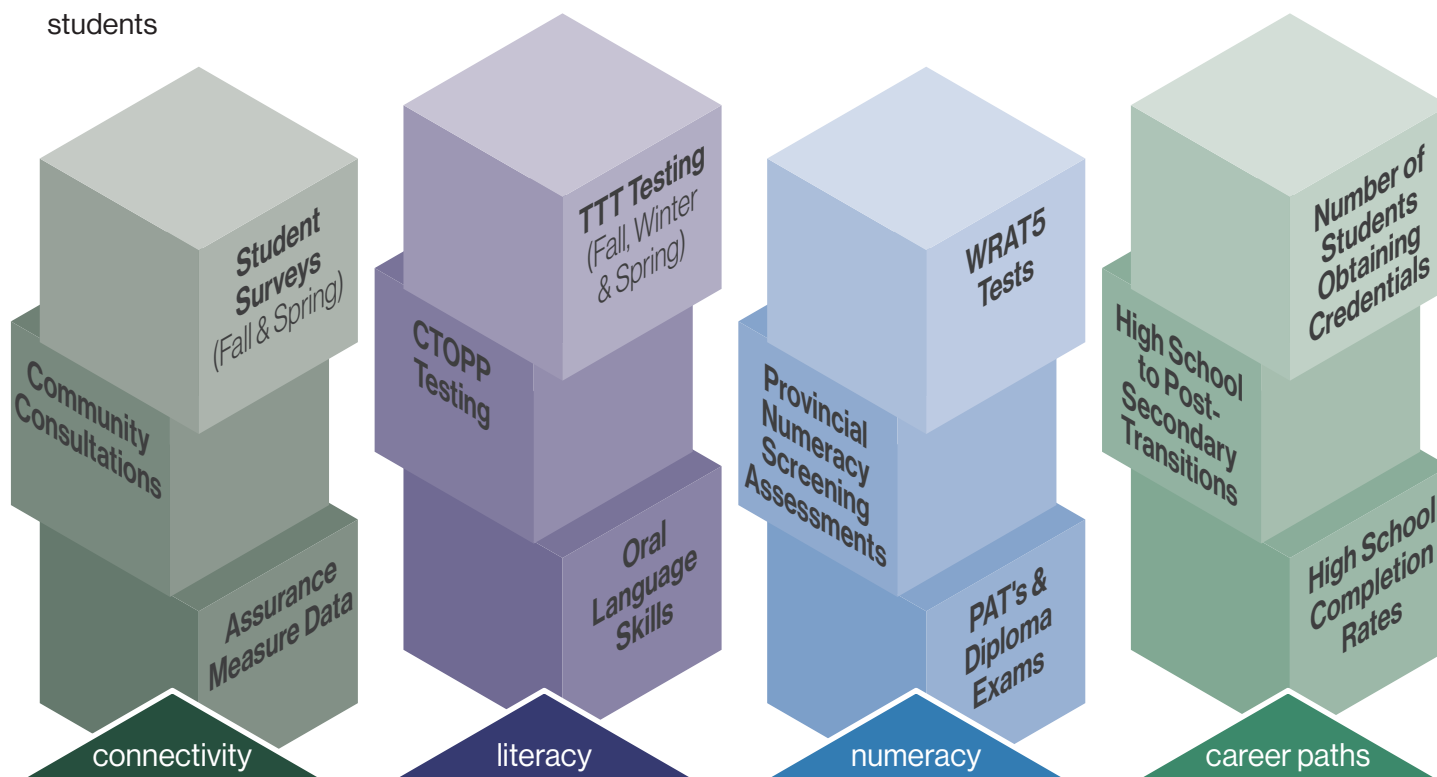 students
Student
Surveys
(Fall & Spring)
Community
Consultations
Assurance
Measure Data
connectivity
TTT Testing
(Fall, Winter
& Spring)
CTOPP
Testing
Oral
Language
Skills
literacy
WRAT5
Tests
Provincial
Numeracy
Screening
Assessments
PAT's &
Diploma
Exams
numeracy
Number of
Students
Obtaining
Credentials
High School
to Post-
Secondary
Transitions
High School
Completion
Rates
career paths